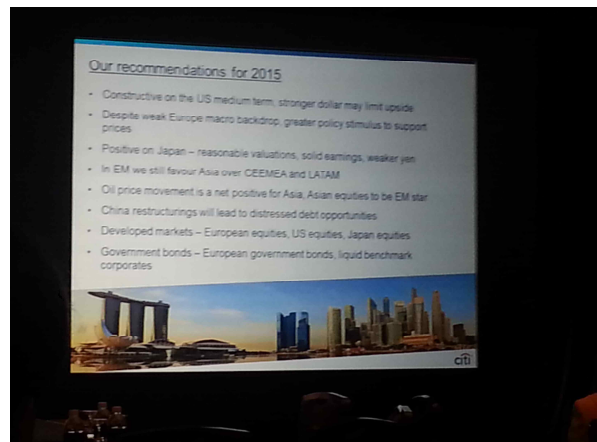 Our recommendations for 2015
• Constructive on the US medium term, stronger dollar may limit upside
• Despite weak Europe macro backdrop, greater policy stimulus to support
prices
• Positive on Japan – reasonable valuations, solid earnings, weaker yen
• In EM we still favour Asia over CEEMEA and LATAM
• Oil price movement is a net positive for Asia, Asian equities to be EM star
• China restructurings will lead to distressed debt opportunities
• Developed markets – European equities, US equities, Japan equities
• Government bonds – European government bonds, liquid benchmark
corporates
citi